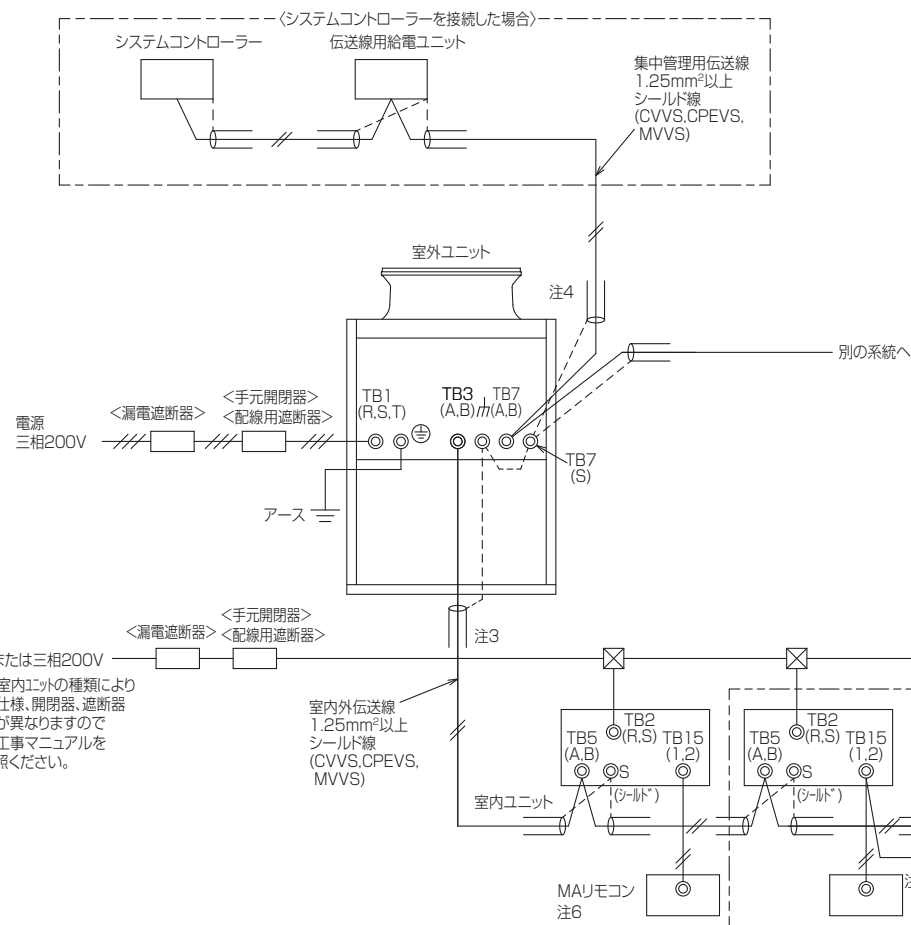 〈システムコントローラーを接続した場合〉
システムコントローラー
伝送線用給電ユニット
集中管理用伝送線
1.25mm²以上
シールド線
(CVVS,CPEVS,
MVVS)
室外ユニット
注4
別の系統へ
電源
三相200V
<漏電遮断器>
<手元開閉器>
<配線用遮断器>
TB1
(R,S,T)
TB3
(A,B)
TB7
(A,B)
TB7
(S)
アース
<漏電遮断器>
<手元開閉器>
<配線用遮断器>
注3
または三相200V
室内ユニットの種類により
仕様、開閉器、遮断器
が異なりますので
工事マニュアルを
照ください。
室内外伝送線
1.25mm²以上
シールド線
(CVVS,CPEVS,
MVVS)
TB2
(R,S)
TB5
(A,B)
TB15
(1,2)
S
(シールド)
TB2
(R,S)
TB5
(A,B)
TB15
(1,2)
S
(シールド)
室内ユニット
MAリモコン
注6